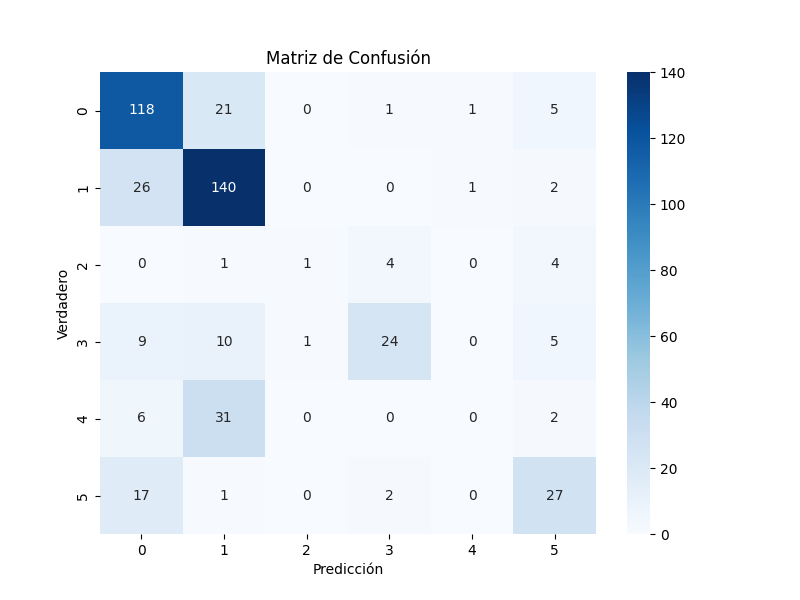 Matriz de Confusión
0 118 21 0 1 1 5
1 26 140 0 0 1 2
2 0 1 1 4 0 4
3 9 10 1 24 0 5
4 6 31 0 0 0 2
5 17 1 0 2 0 27
0 1 2 3 4 5
Verdadero
Predicción
140
120
100
80
60
40
20
0